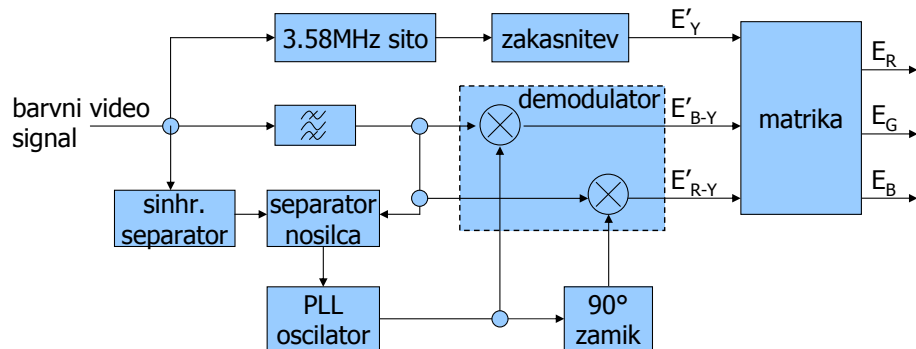 3.58MHz sito
zakasnitev
E'Y
ER
barvni video
signal
demodulator
E'B-Y
matrika
EG
E'R-Y
EB
sinhr.
separator
separator
nosilca
PLL
oscilator
90°
zamik